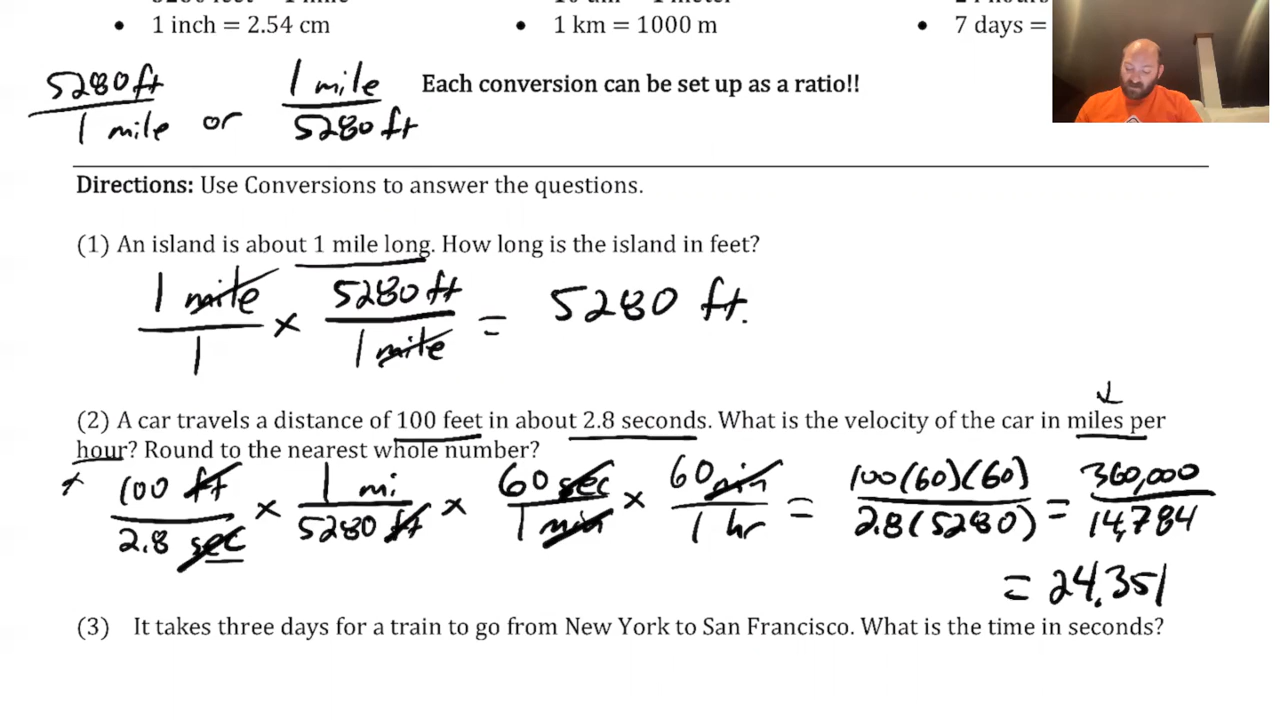 • 1 inch = 2.54 cm
• 1 km = 1000 m
• 7 days =
5280 ft / 1 mile or 1 mile / 5280 ft
Each conversion can be set up as a ratio!!
Directions: Use Conversions to answer the questions.
(1) An island is about 1 mile long. How long is the island in feet?
1 mile / 1 × 5280 ft / 1 mile = 5280 ft.
(2) A car travels a distance of 100 feet in about 2.8 seconds. What is the velocity of the car in miles per
hour? Round to the nearest whole number?
100 ft / 2.8 sec × 1 mi / 5280 ft × 60 sec / 1 min × 60 min / 1 hr = 100(60)(60) / 2.8(5280) = 360,000 / 14,784
= 24.351
(3) It takes three days for a train to go from New York to San Francisco. What is the time in seconds?